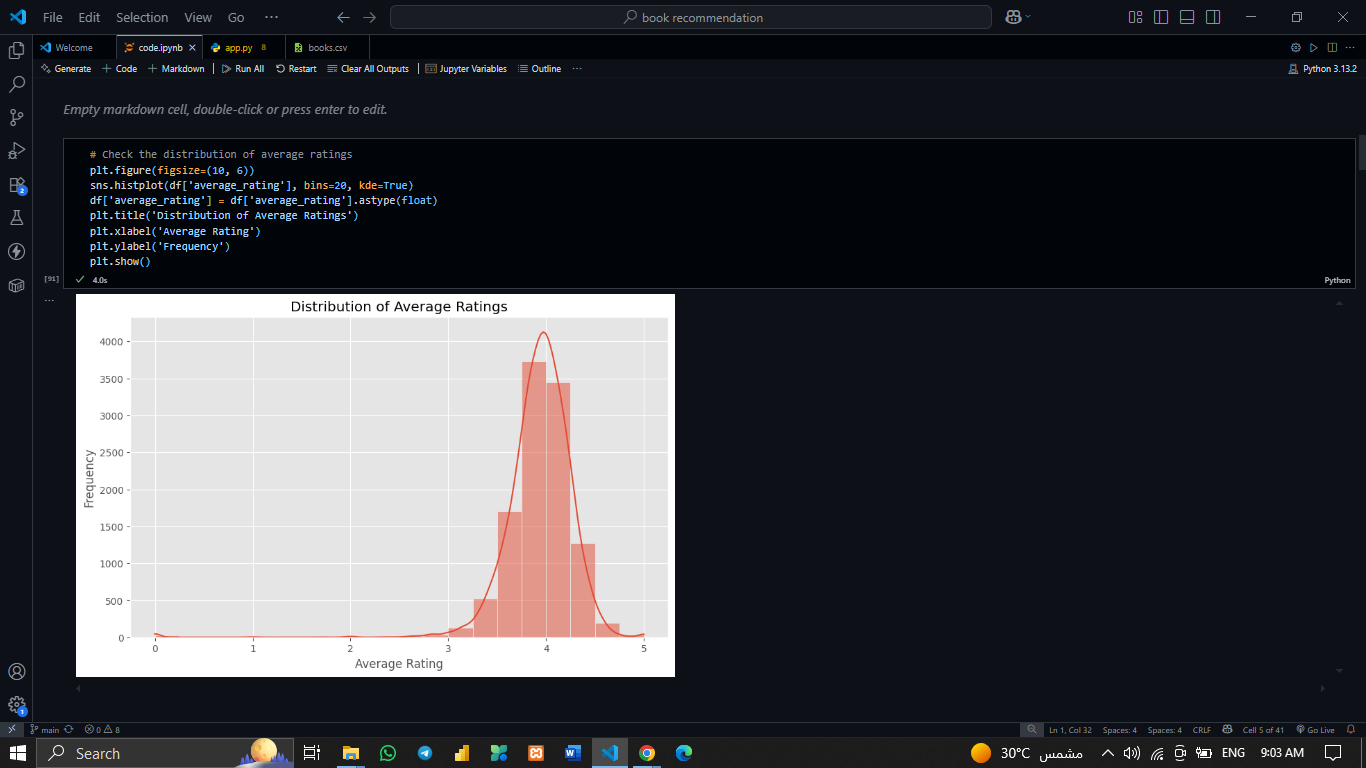 File Edit Selection View Go ··· book recommendation
Welcome code.ipynb app.py 8 books.csv
Generate + Code + Markdown Run All Restart Clear All Outputs Jupyter Variables Outline ··· Python 3.13.2
Empty markdown cell, double-click or press enter to edit.
# Check the distribution of average ratings
plt.figure(figsize=(10, 6))
sns.histplot(df['average_rating'], bins=20, kde=True)
df['average_rating'] = df['average_rating'].astype(float)
plt.title('Distribution of Average Ratings')
plt.xlabel('Average Rating')
plt.ylabel('Frequency')
plt.show()
[91] 4.0s Python
Distribution of Average Ratings
4000
3500
3000
2500
2000
1500
1000
500
0
Frequency
0 1 2 3 4 5
Average Rating
2
1
main 0 8 Ln 1, Col 32 Spaces: 4 Spaces: 4 CRLF Cell 5 of 41 Go Live
Search 30°C مشمس ENG 9:03 AM